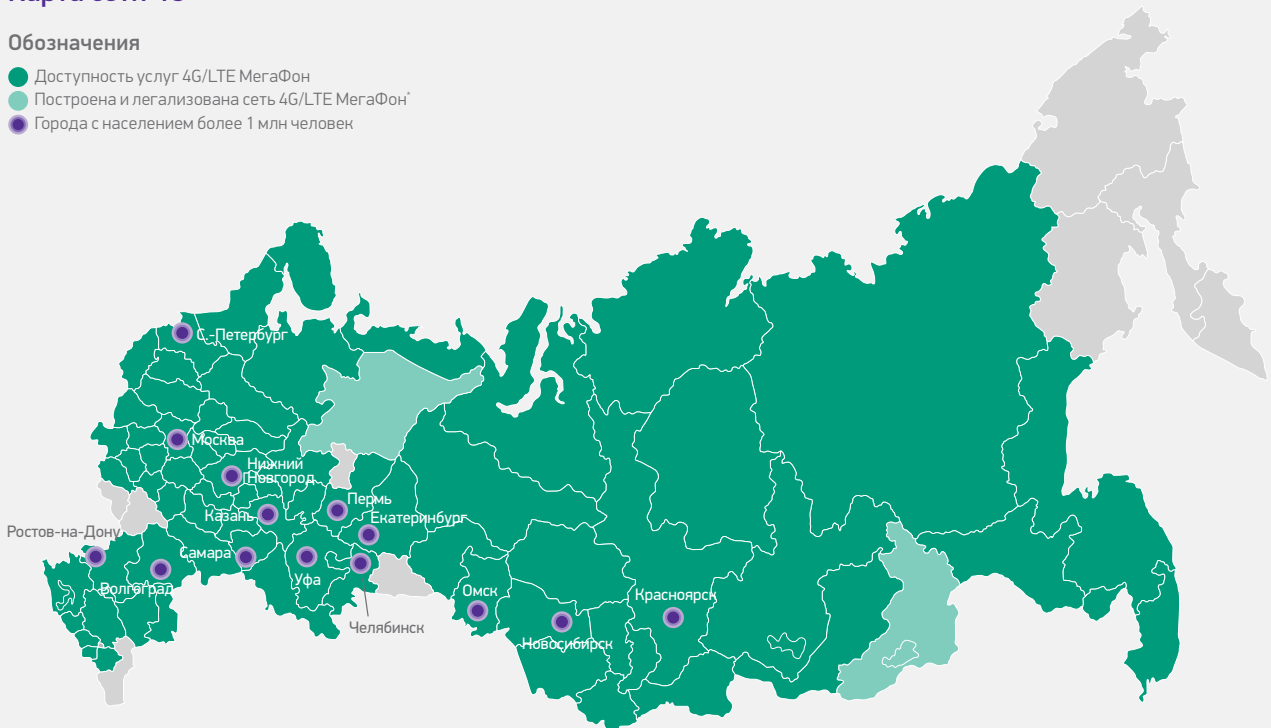 Обозначения
Доступность услуг 4G/LTE МегаФон
Построена и легализована сеть 4G/LTE МегаФон*
Города с населением более 1 млн человек
С.-Петербург
Москва
Нижний
Новгород
Пермь
Казань
Екатеринбург
Ростов-на-Дону
Самара
Уфа
Волгоград
Омск
Красноярск
Челябинск
Новосибирск